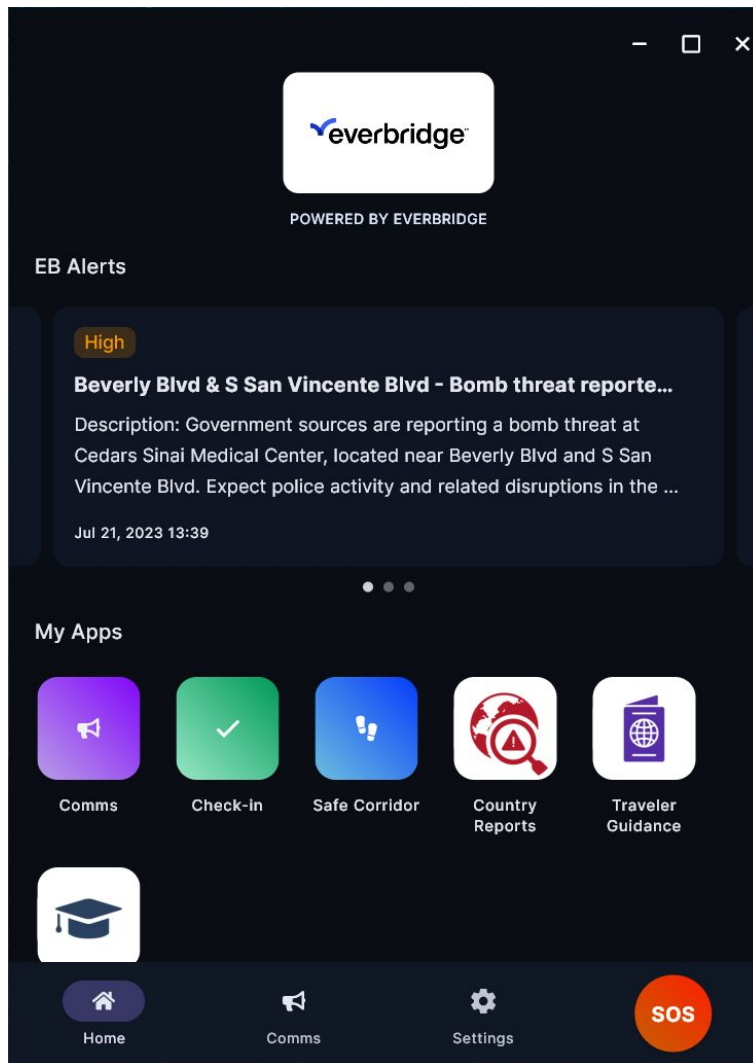 everbridge
POWERED BY EVERBRIDGE
EB Alerts
High
Beverly Blvd & S San Vincente Blvd - Bomb threat reporte...
Description: Government sources are reporting a bomb threat at
Cedars Sinai Medical Center, located near Beverly Blvd and S San
Vincente Blvd. Expect police activity and related disruptions in the ...
Jul 21, 2023 13:39
My Apps
Comms
Check-in
Safe Corridor
Country
Reports
Traveler
Guidance
Home
Comms
Settings
SOS